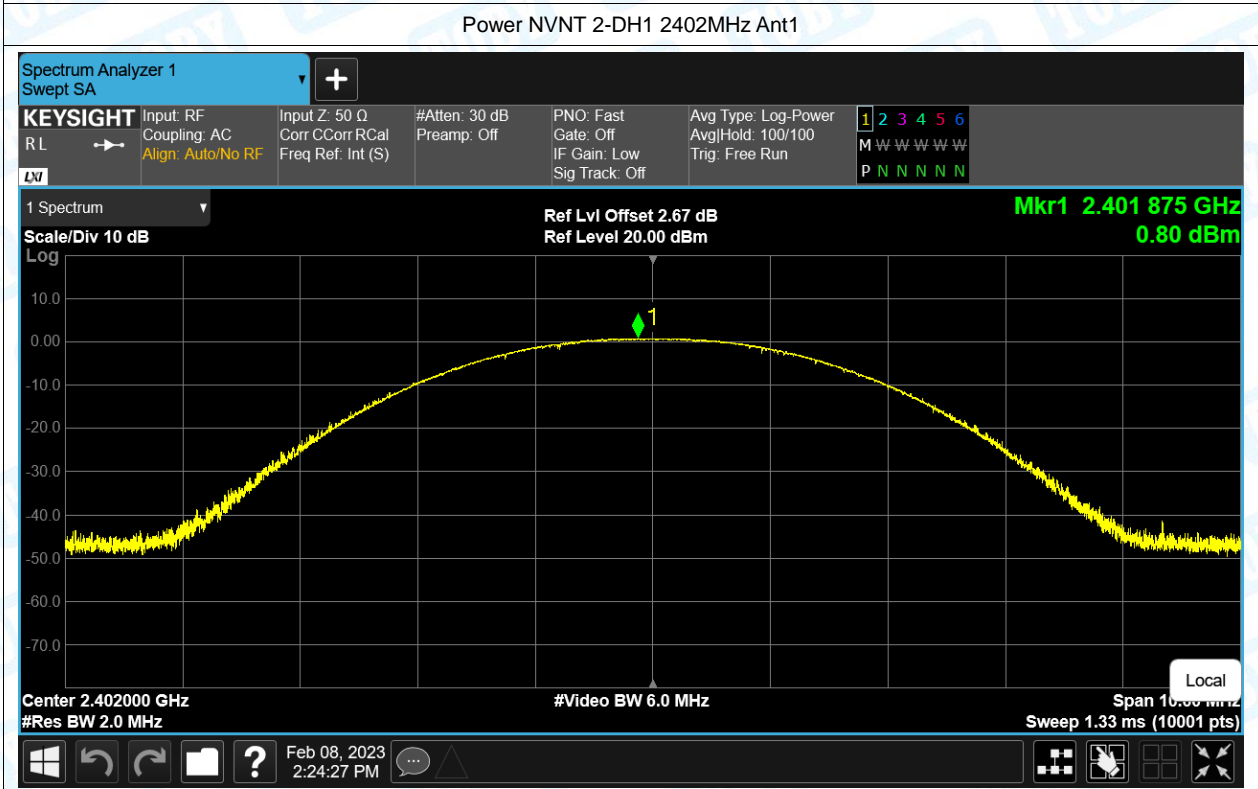 Power NVNT 2-DH1 2402MHz Ant1
Spectrum Analyzer 1
Swept SA
KEYSIGHT
R L
LXI
Input: RF
Coupling: AC
Align: Auto/No RF
Input Z: 50 Ω
Corr CCorr RCal
Freq Ref: Int (S)
#Atten: 30 dB
Preamp: Off
PNO: Fast
Gate: Off
IF Gain: Low
Sig Track: Off
Avg Type: Log-Power
Avg|Hold: 100/100
Trig: Free Run
1 2 3 4 5 6
M W W W W W
P N N N N N
1 Spectrum
Scale/Div 10 dB
Log
Ref Lvl Offset 2.67 dB
Ref Level 20.00 dBm
Mkr1 2.401 875 GHz
0.80 dBm
1
10.0
0.00
-10.0
-20.0
-30.0
-40.0
-50.0
-60.0
-70.0
Local
Center 2.402000 GHz
#Video BW 6.0 MHz
Span 10.00 MHz
#Res BW 2.0 MHz
Sweep 1.33 ms (10001 pts)
?
Feb 08, 2023
2:24:27 PM